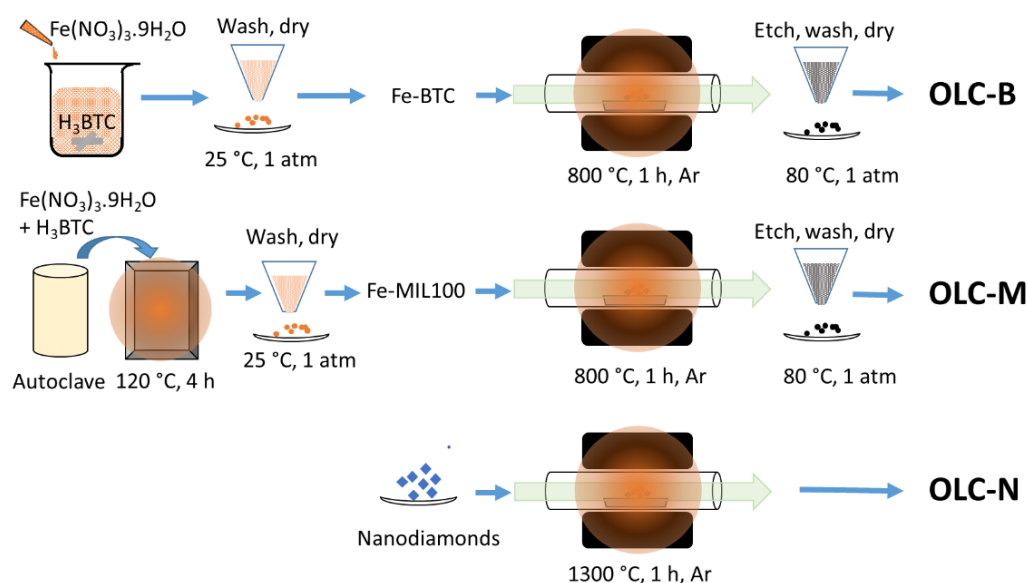 Fe(NO₃)₃.9H₂O
H₃BTC
Wash, dry
25 °C, 1 atm
Fe-BTC
800 °C, 1 h, Ar
Etch, wash, dry
80 °C, 1 atm
OLC-B
Fe(NO₃)₃.9H₂O
+ H₃BTC
Autoclave
120 °C, 4 h
Wash, dry
25 °C, 1 atm
Fe-MIL100
800 °C, 1 h, Ar
Etch, wash, dry
80 °C, 1 atm
OLC-M
Nanodiamonds
1300 °C, 1 h, Ar
OLC-N